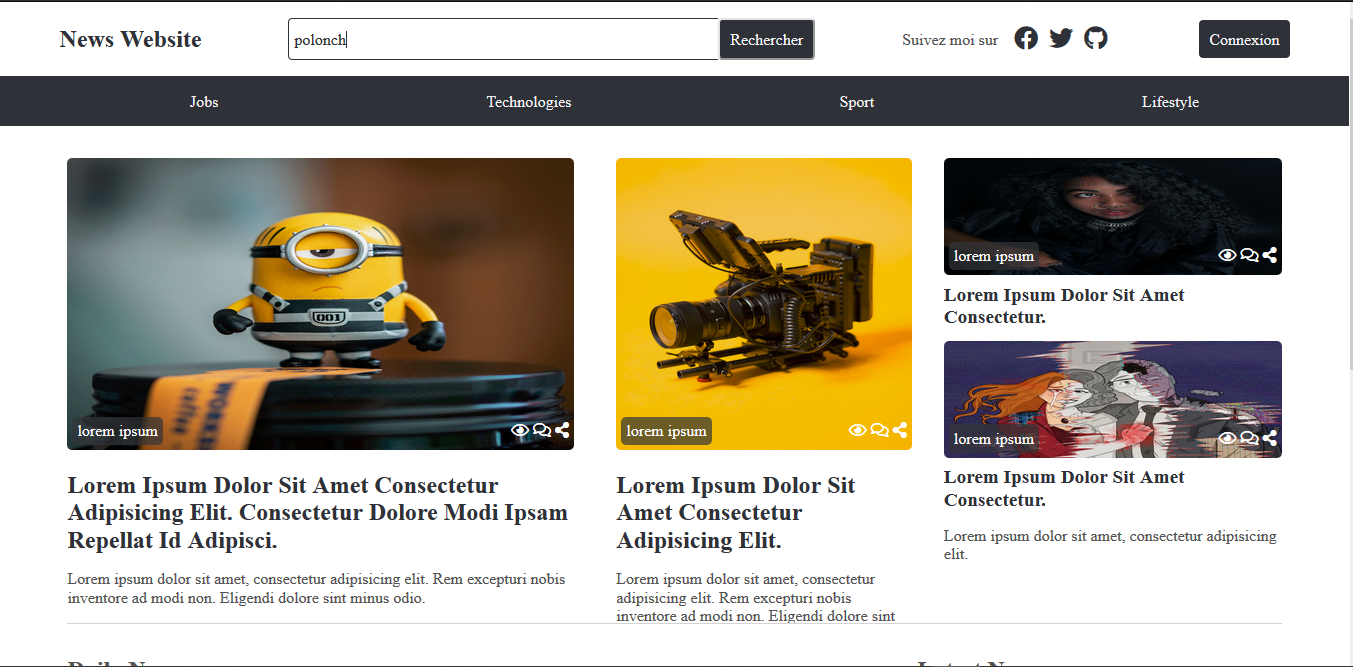 News Website
polonch
Rechercher
Suivez moi sur
Connexion
Jobs
Technologies
Sport
Lifestyle
001
coffee
lorem ipsum
Lorem Ipsum Dolor Sit Amet Consectetur
Adipisicing Elit. Consectetur Dolore Modi Ipsam
Repellat Id Adipisci.
Lorem ipsum dolor sit amet, consectetur adipisicing elit. Rem excepturi nobis
inventore ad modi non. Eligendi dolore sint minus odio.
lorem ipsum
Lorem Ipsum Dolor Sit
Amet Consectetur
Adipisicing Elit.
Lorem ipsum dolor sit amet, consectetur
adipisicing elit. Rem excepturi nobis
inventore ad modi non. Eligendi dolore sint
lorem ipsum
Lorem Ipsum Dolor Sit Amet
Consectetur.
lorem ipsum
Lorem Ipsum Dolor Sit Amet
Consectetur.
Lorem ipsum dolor sit amet, consectetur adipisicing
elit.